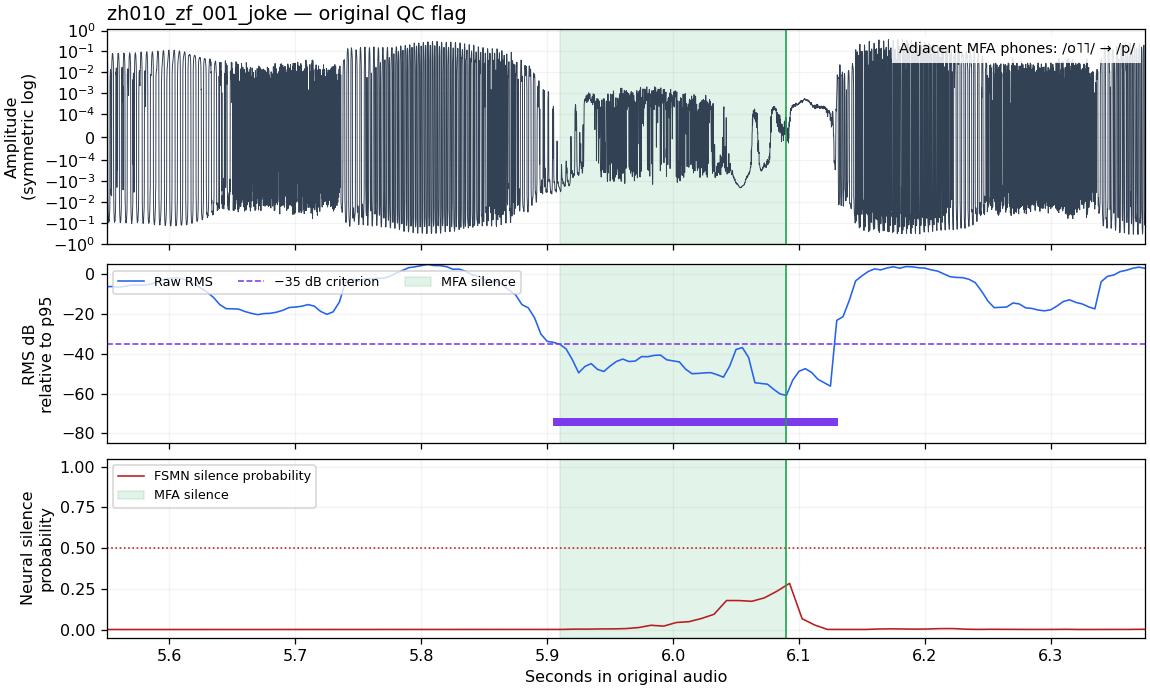 zh010_zf_001_joke — original QC flag
Amplitude
(symmetric log)
10⁰
10⁻¹
10⁻²
10⁻³
10⁻⁴
0
−10⁻⁴
−10⁻³
−10⁻²
−10⁻¹
−10⁰
Adjacent MFA phones: /o˥˥/ → /p/
RMS dB
relative to p95
0
−20
−40
−60
−80
Raw RMS
−35 dB criterion
MFA silence
Neural silence
probability
1.00
0.75
0.50
0.25
0.00
FSMN silence probability
MFA silence
5.6 5.7 5.8 5.9 6.0 6.1 6.2 6.3
Seconds in original audio